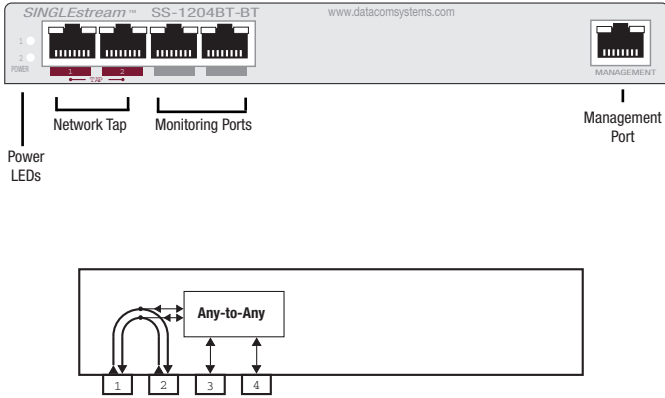 SINGLEstream™ SS-1204BT-BT www.datacomsystems.com
1
2
POWER
1 2
TAP
MANAGEMENT
Network Tap Monitoring Ports
Management
Port
Power
LEDs
Any-to-Any
1 2 3 4